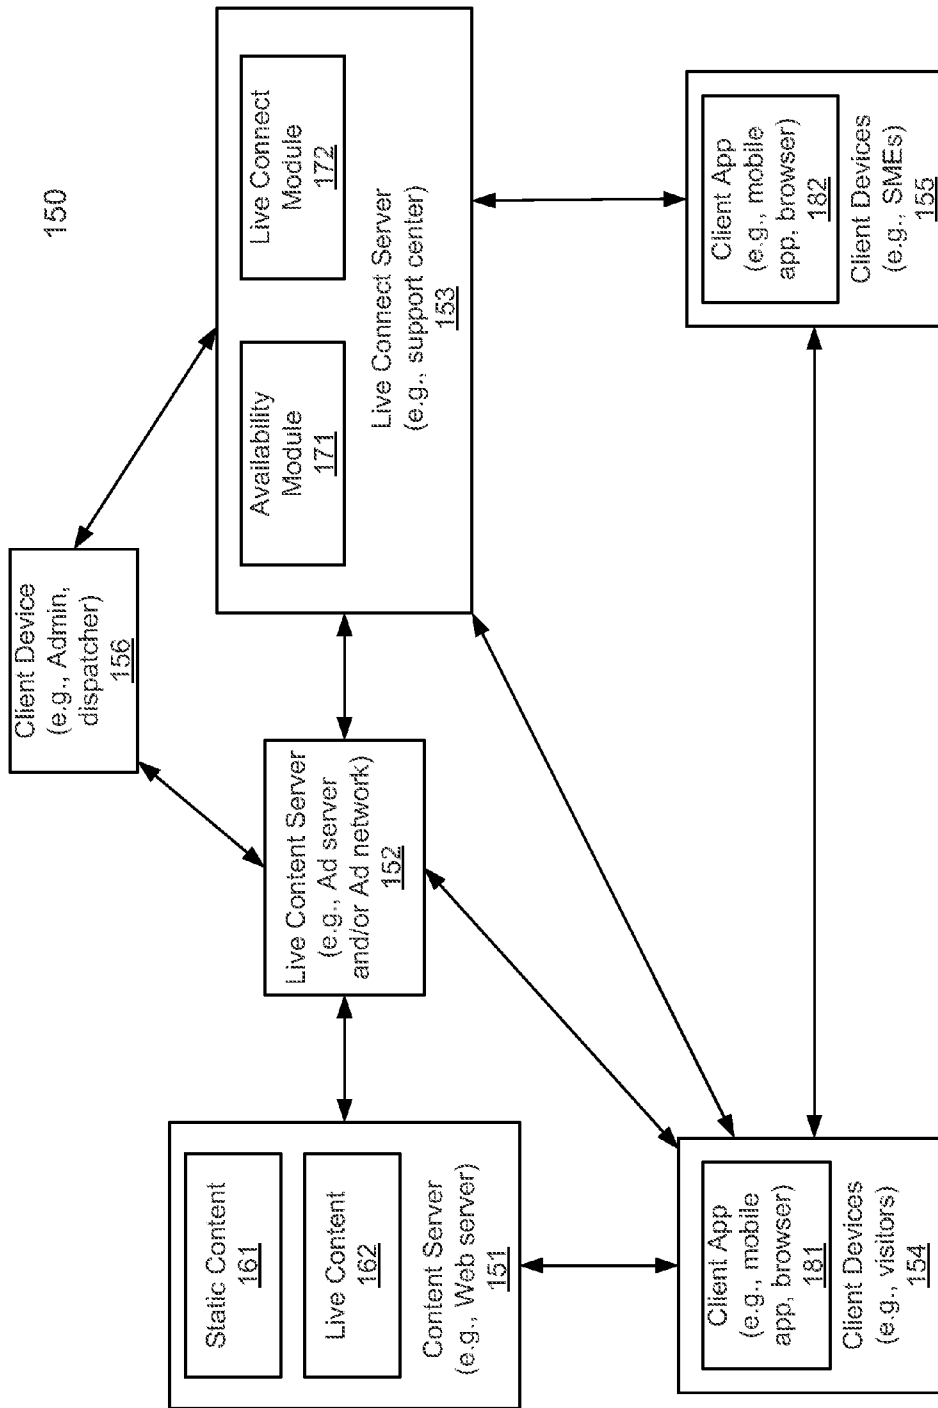 150
Client Device
(e.g., Admin,
dispatcher)
156
Static Content
161
Live Content
162
Content Server
(e.g., Web server)
151
Live Content Server
(e.g., Ad server
and/or Ad network)
152
Availability
Module
171
Live Connect
Module
172
Live Connect Server
(e.g., support center)
153
Client App
(e.g., mobile
app, browser)
181
Client Devices
(e.g., visitors)
154
Client App
(e.g., mobile
app, browser)
182
Client Devices
(e.g., SMEs)
155